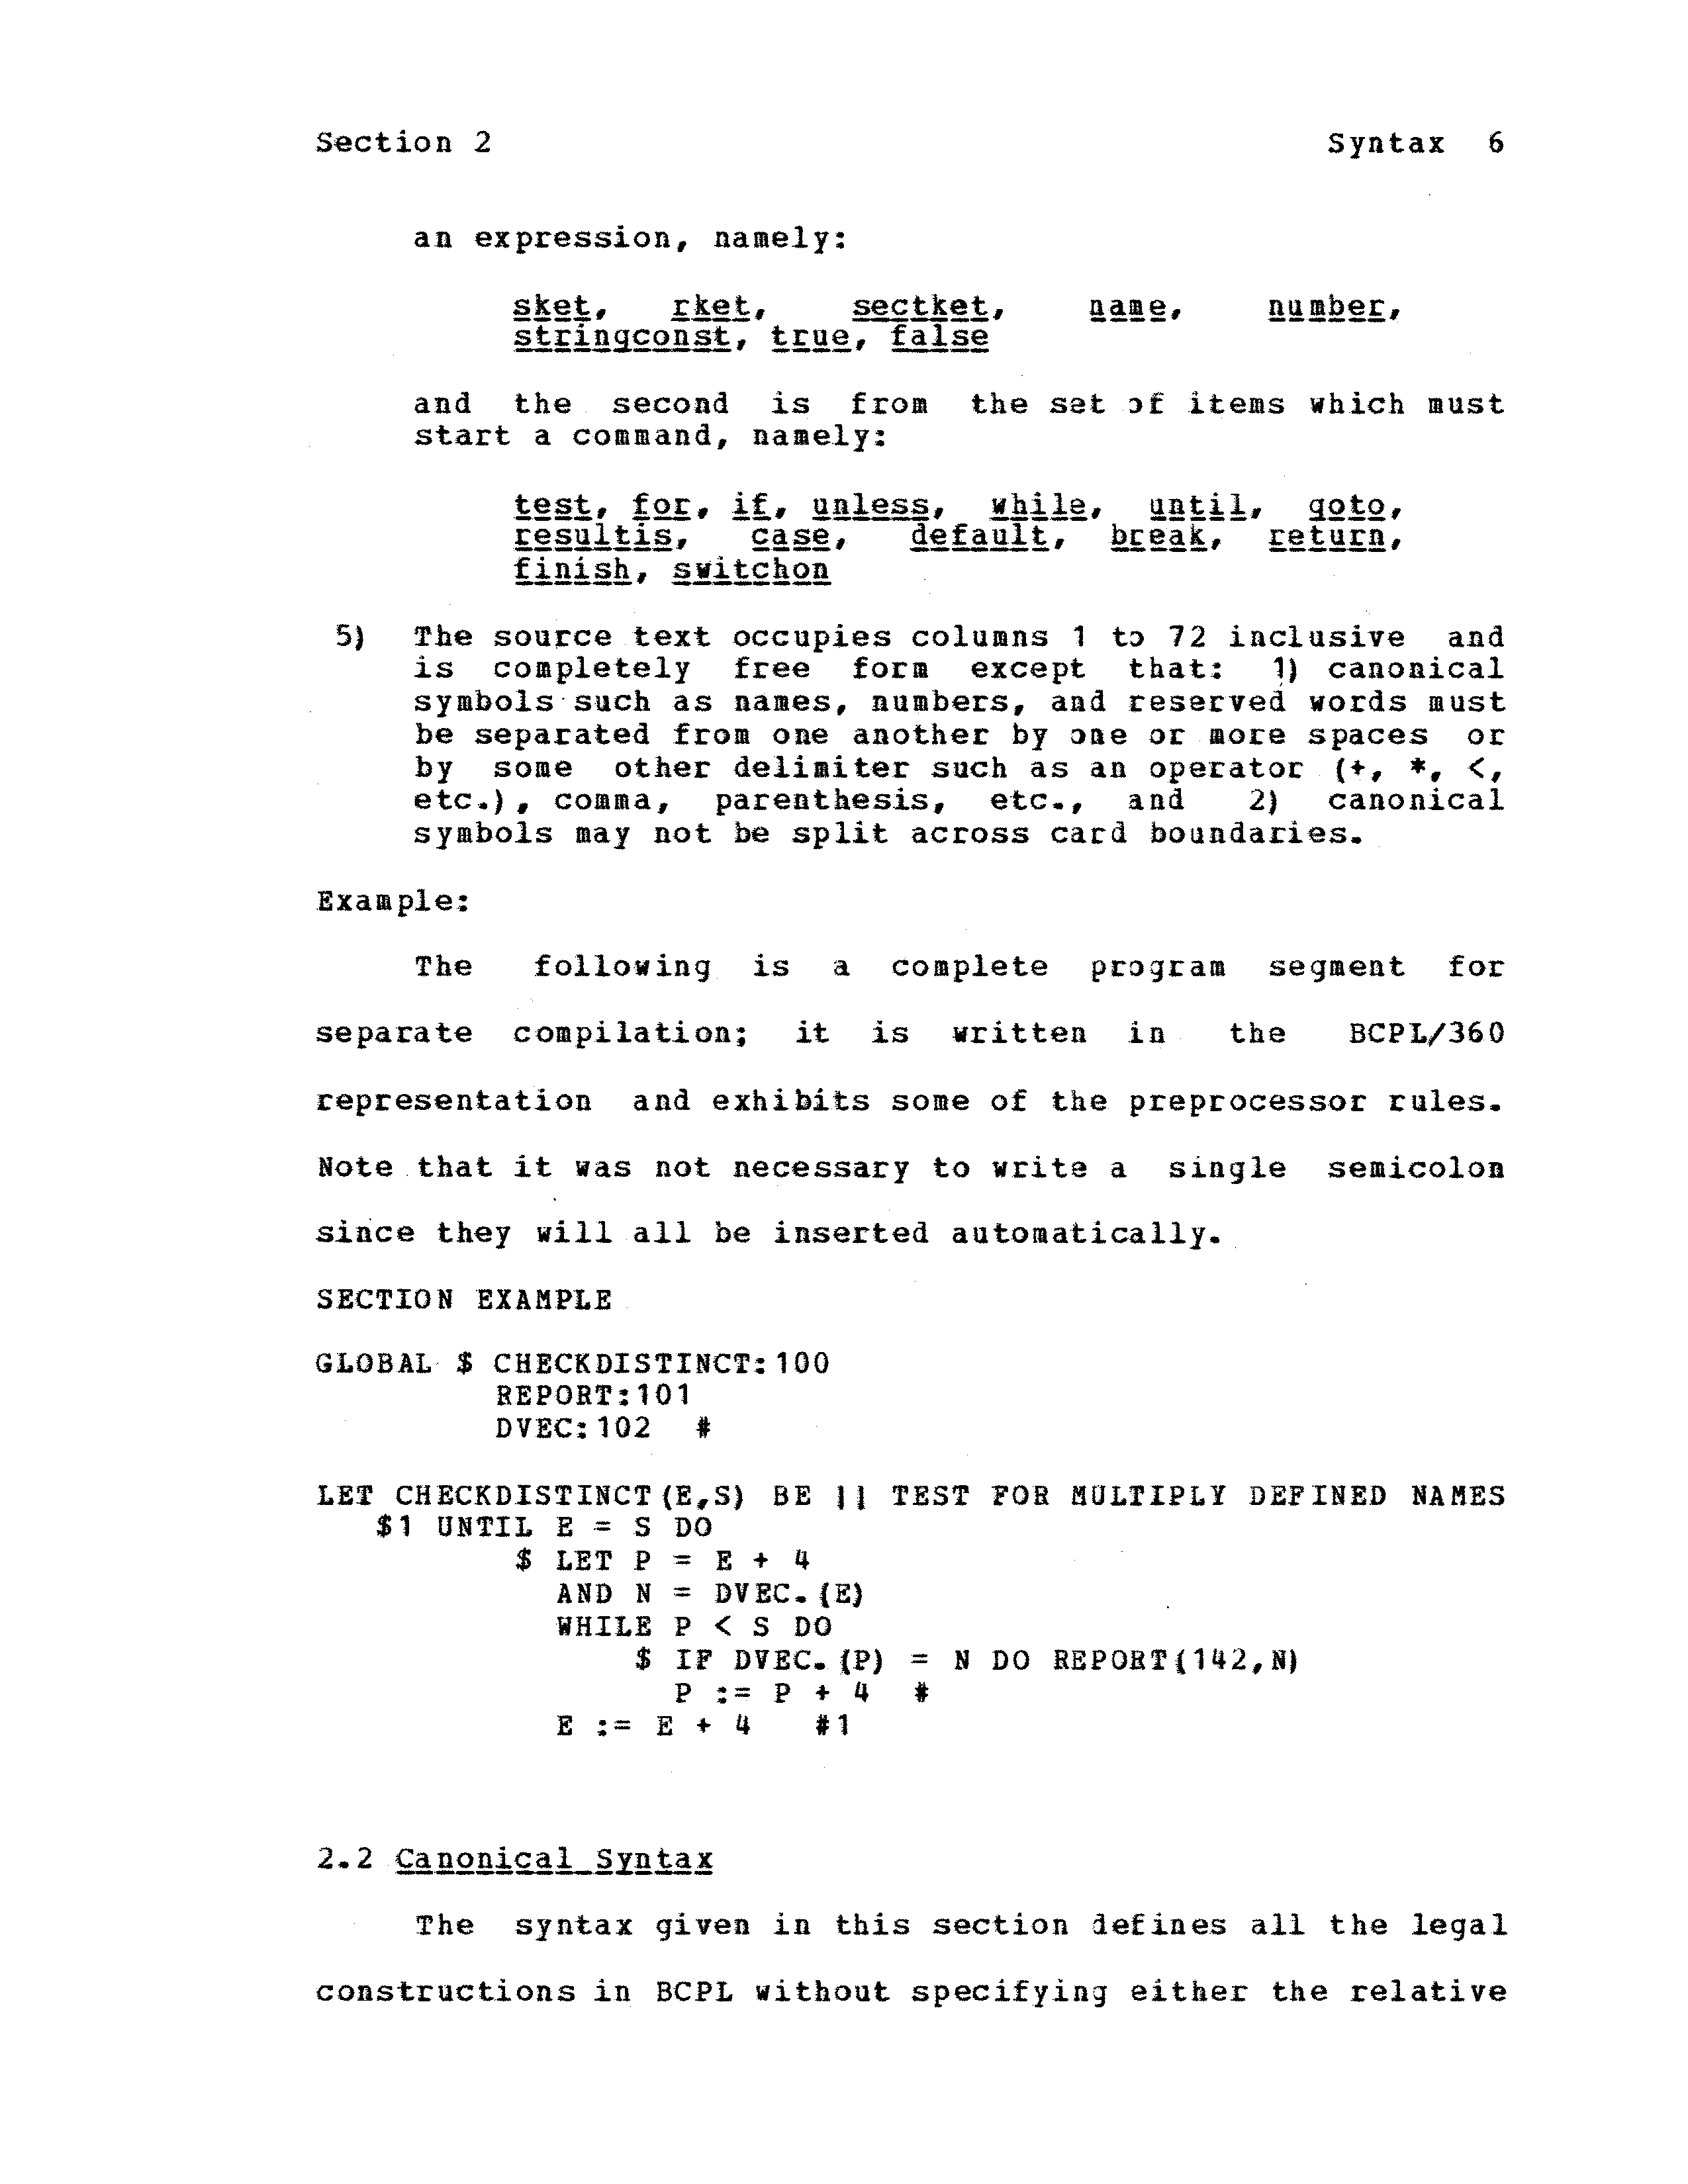 Section 2 Syntax 6
an expression, namely:
sket, rket, sectket, name, number,
stringconst, true, false
and the second is from the set of items which must
start a command, namely:
test, for, if, unless, while, until, goto,
resultis, case, default, break, return,
finish, switchon
5) The source text occupies columns 1 to 72 inclusive and
is completely free form except that: 1) canonical
symbols such as names, numbers, and reserved words must
be separated from one another by one or more spaces or
by some other delimiter such as an operator (+, *, <,
etc.), comma, parenthesis, etc., and 2) canonical
symbols may not be split across card boundaries.
Example:
The following is a complete program segment for
separate compilation; it is written in the BCPL/360
representation and exhibits some of the preprocessor rules.
Note that it was not necessary to write a single semicolon
since they will all be inserted automatically.
SECTION EXAMPLE
GLOBAL $ CHECKDISTINCT:100
REPORT:101
DVEC:102 #
LET CHECKDISTINCT(E,S) BE || TEST FOR MULTIPLY DEFINED NAMES
$1 UNTIL E = S DO
$ LET P = E + 4
AND N = DVEC.(E)
WHILE P < S DO
$ IF DVEC.(P) = N DO REPORT(142,N)
P := P + 4 #
E := E + 4 #1
2.2 Canonical Syntax
The syntax given in this section defines all the legal
constructions in BCPL without specifying either the relative